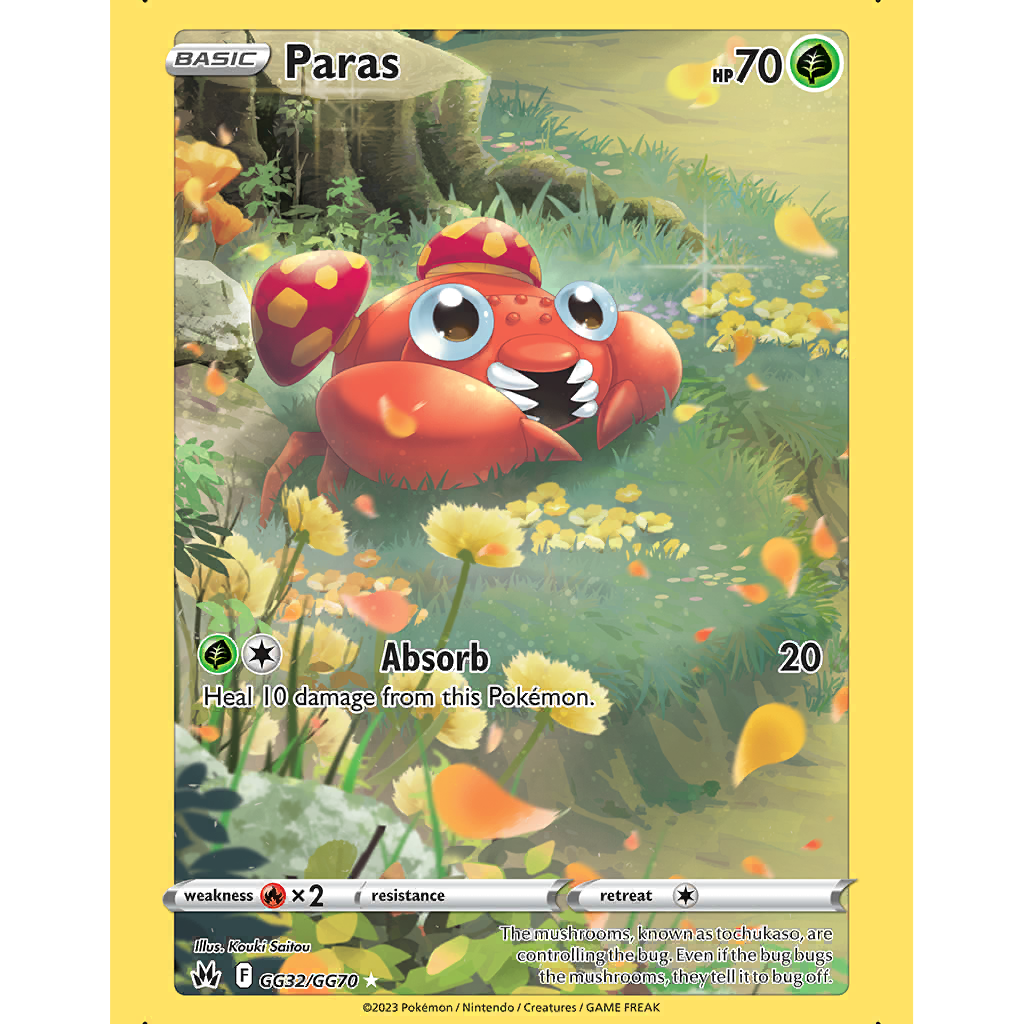 BASIC Paras HP 70
Absorb 20
Heal 10 damage from this Pokémon.
weakness ×2 resistance retreat
Illus. Kouki Saitou
The mushrooms, known as tochukaso, are
controlling the bug. Even if the bug bugs
the mushrooms, they tell it to bug off.
F GG32/GG70
©2023 Pokémon / Nintendo / Creatures / GAME FREAK